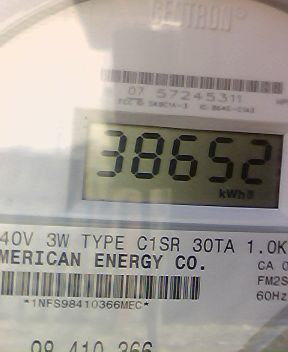 CENTRON®
07 57245311
38652
kWh
40V 3W TYPE C1SR 30TA 1.0K
MERICAN ENERGY CO.
CA 0
FM2S
60Hz
*1NFS98410366MEC*
98 410 366